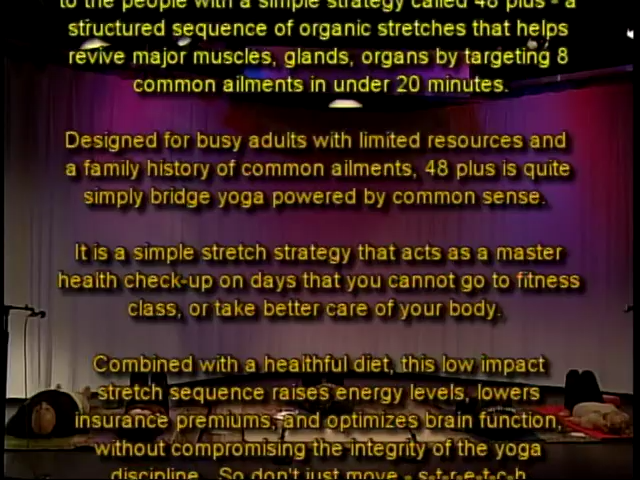 to the people with a simple strategy called 48 plus - a
structured sequence of organic stretches that helps
revive major muscles, glands, organs by targeting 8
common ailments in under 20 minutes.
Designed for busy adults with limited resources and
a family history of common ailments, 48 plus is quite
simply bridge yoga powered by common sense.
It is a simple stretch strategy that acts as a master
health check-up on days that you cannot go to fitness
class, or take better care of your body.
Combined with a healthful diet, this low impact
stretch sequence raises energy levels, lowers
insurance premiums, and optimizes brain function,
without compromising the integrity of the yoga
discipline. So don't just move - s-t-r-e-t-c-h